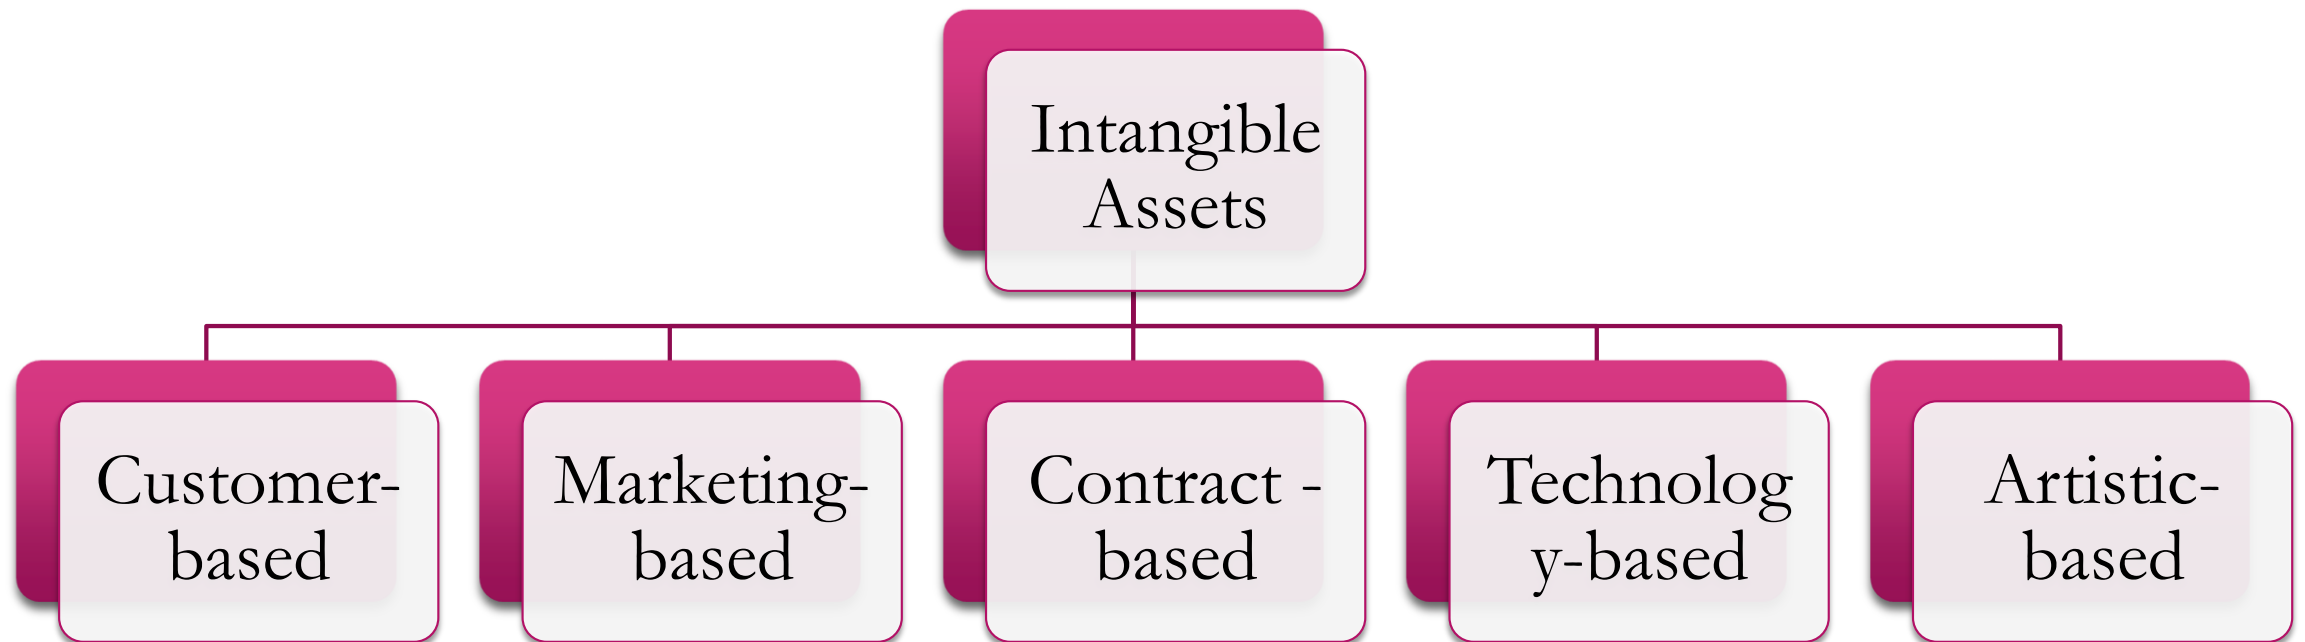 Intangible
Assets
Customer-
based
Marketing-
based
Contract -
based
Technolog
y-based
Artistic-
based